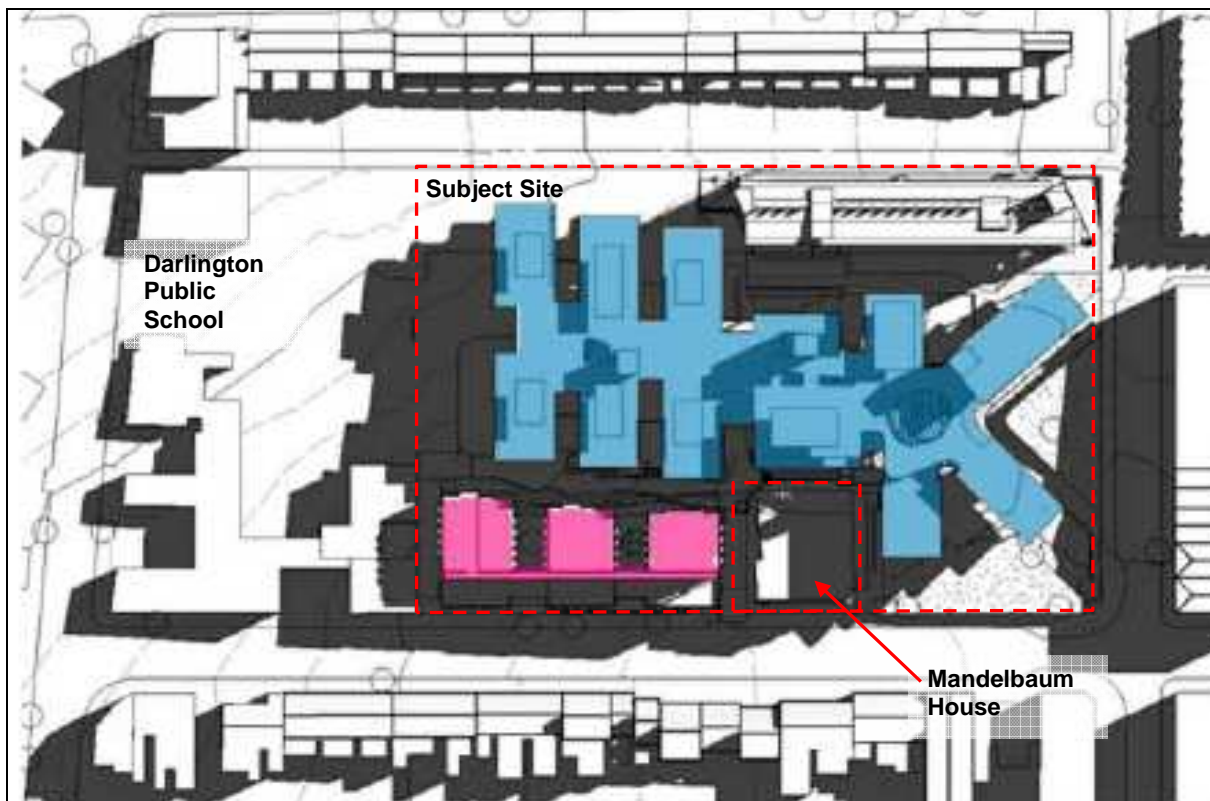 Subject Site
Darlington
Public
School
Mandelbaum
House